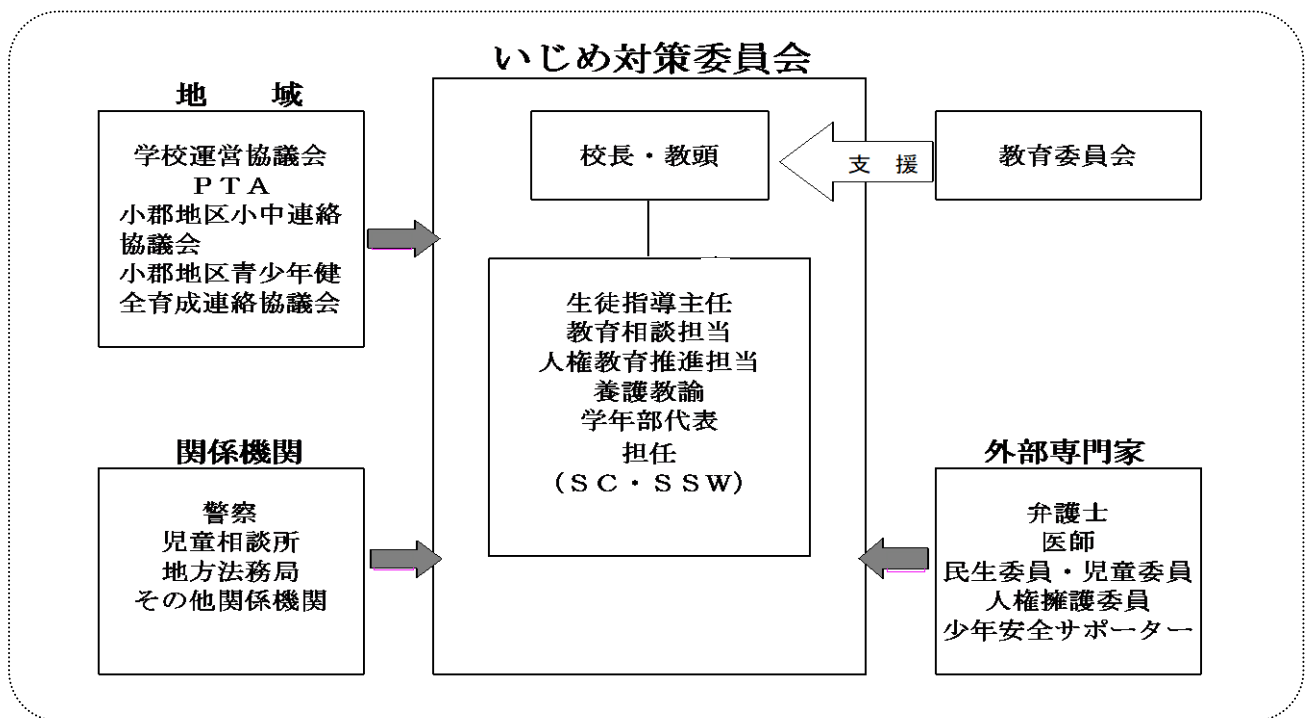 いじめ対策委員会
地　域
学校運営協議会
ＰＴＡ
小郡地区小中連絡
協議会
小郡地区青少年健
全育成連絡協議会
校長・教頭
支　援
教育委員会
生徒指導主任
教育相談担当
人権教育推進担当
養護教諭
学年部代表
担任
（ＳＣ・ＳＳＷ）
関係機関
警察
児童相談所
地方法務局
その他関係機関
外部専門家
弁護士
医師
民生委員・児童委員
人権擁護委員
少年安全サポーター